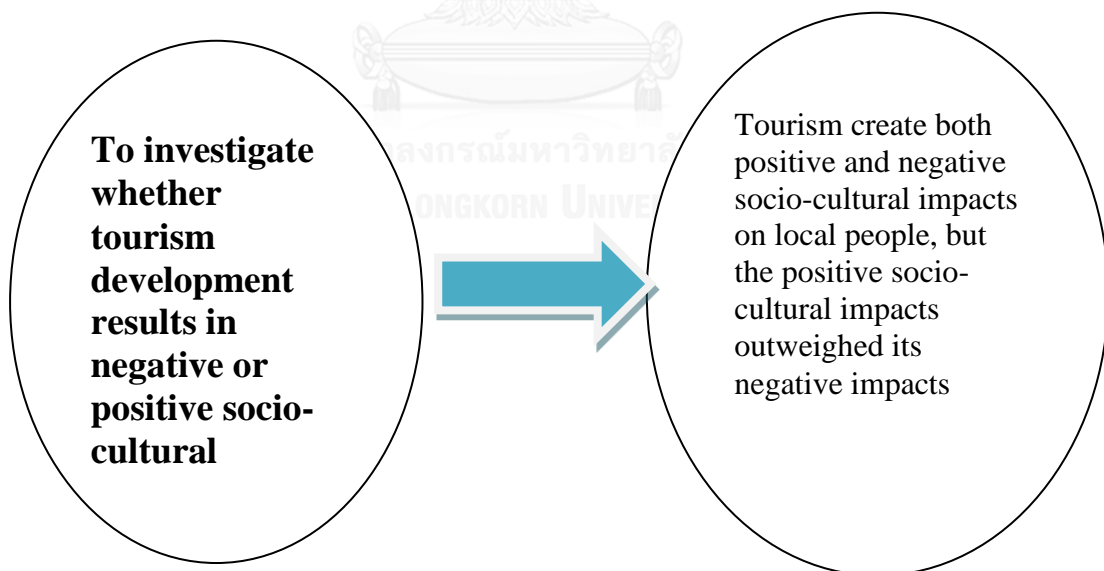 To investigate
whether
tourism
development
results in
negative or
positive socio-
cultural
Tourism create both
positive and negative
socio-cultural impacts
on local people, but
the positive socio-
cultural impacts
outweighed its
negative impacts